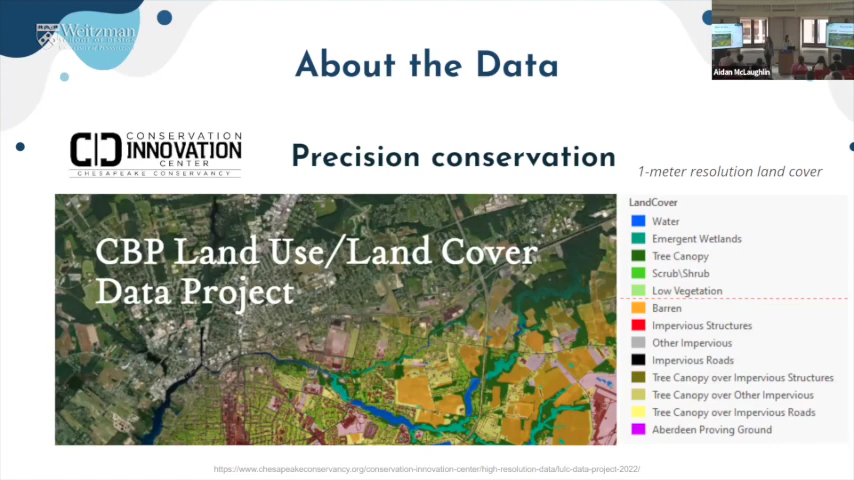 Weitzman
Aidan McLaughlin
About the Data
CONSERVATION
INNOVATION
CENTER
CHESAPEAKE CONSERVANCY
Precision conservation
1-meter resolution land cover
CBP Land Use/Land Cover
Data Project
LandCover
Water
Emergent Wetlands
Tree Canopy
Scrub\Shrub
Low Vegetation
Barren
Impervious Structures
Other Impervious
Impervious Roads
Tree Canopy over Impervious Structures
Tree Canopy over Other Impervious
Tree Canopy over Impervious Roads
Aberdeen Proving Ground
https://www.chesapeakeconservancy.org/conservation-innovation-center/high-resolution-data/lulc-data-project-2022/